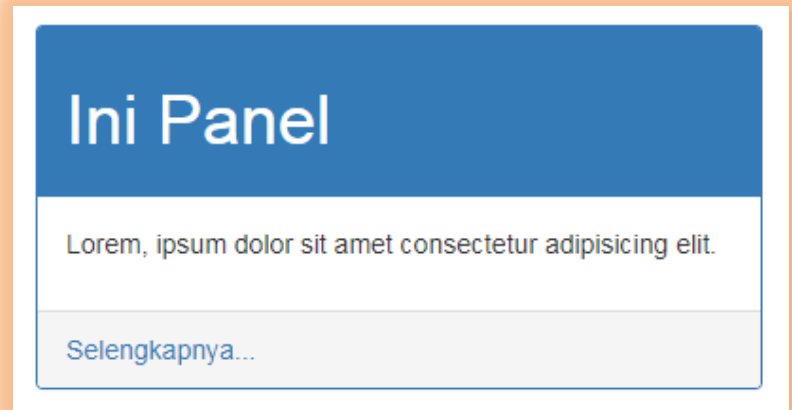 Ini Panel
Lorem, ipsum dolor sit amet consectetur adipisicing elit.
Selengkapnya...